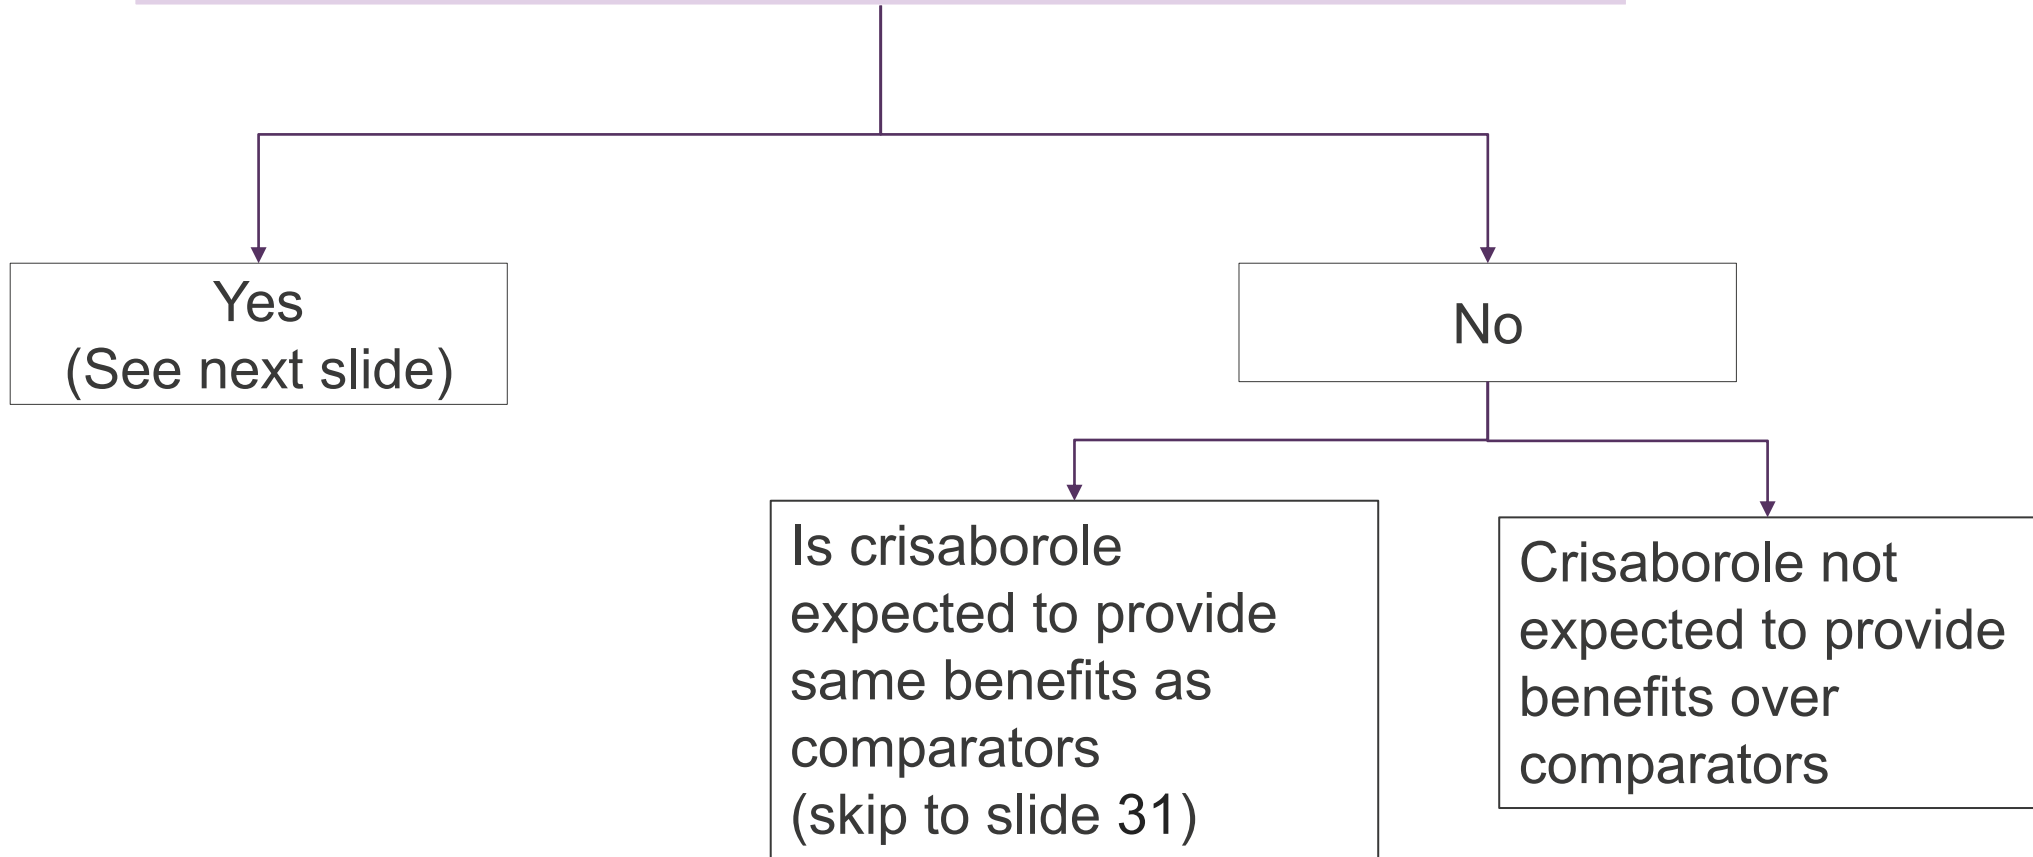 Yes
(See next slide)
No
Is crisaborole
expected to provide
same benefits as
comparators
(skip to slide 31)
Crisaborole not
expected to provide
benefits over
comparators